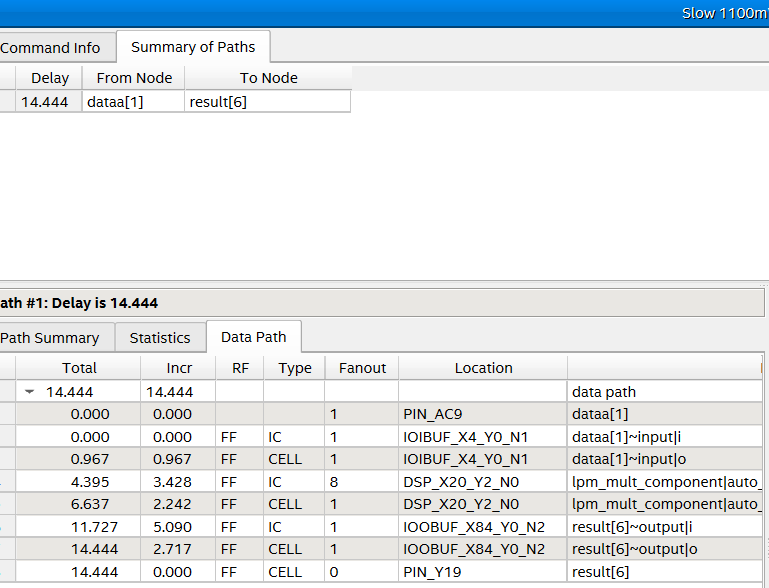 Slow 1100m
Command Info Summary of Paths
Delay From Node To Node
14.444 dataa[1] result[6]
ath #1: Delay is 14.444
Path Summary Statistics Data Path
Total Incr RF Type Fanout Location
14.444 14.444 data path
0.000 0.000 1 PIN_AC9 dataa[1]
0.000 0.000 FF IC 1 IOIBUF_X4_Y0_N1 dataa[1]~input|i
0.967 0.967 FF CELL 1 IOIBUF_X4_Y0_N1 dataa[1]~input|o
4.395 3.428 FF IC 8 DSP_X20_Y2_N0 lpm_mult_component|auto_
6.637 2.242 FF CELL 1 DSP_X20_Y2_N0 lpm_mult_component|auto_
11.727 5.090 FF IC 1 IOOBUF_X84_Y0_N2 result[6]~output|i
14.444 2.717 FF CELL 1 IOOBUF_X84_Y0_N2 result[6]~output|o
14.444 0.000 FF CELL 0 PIN_Y19 result[6]